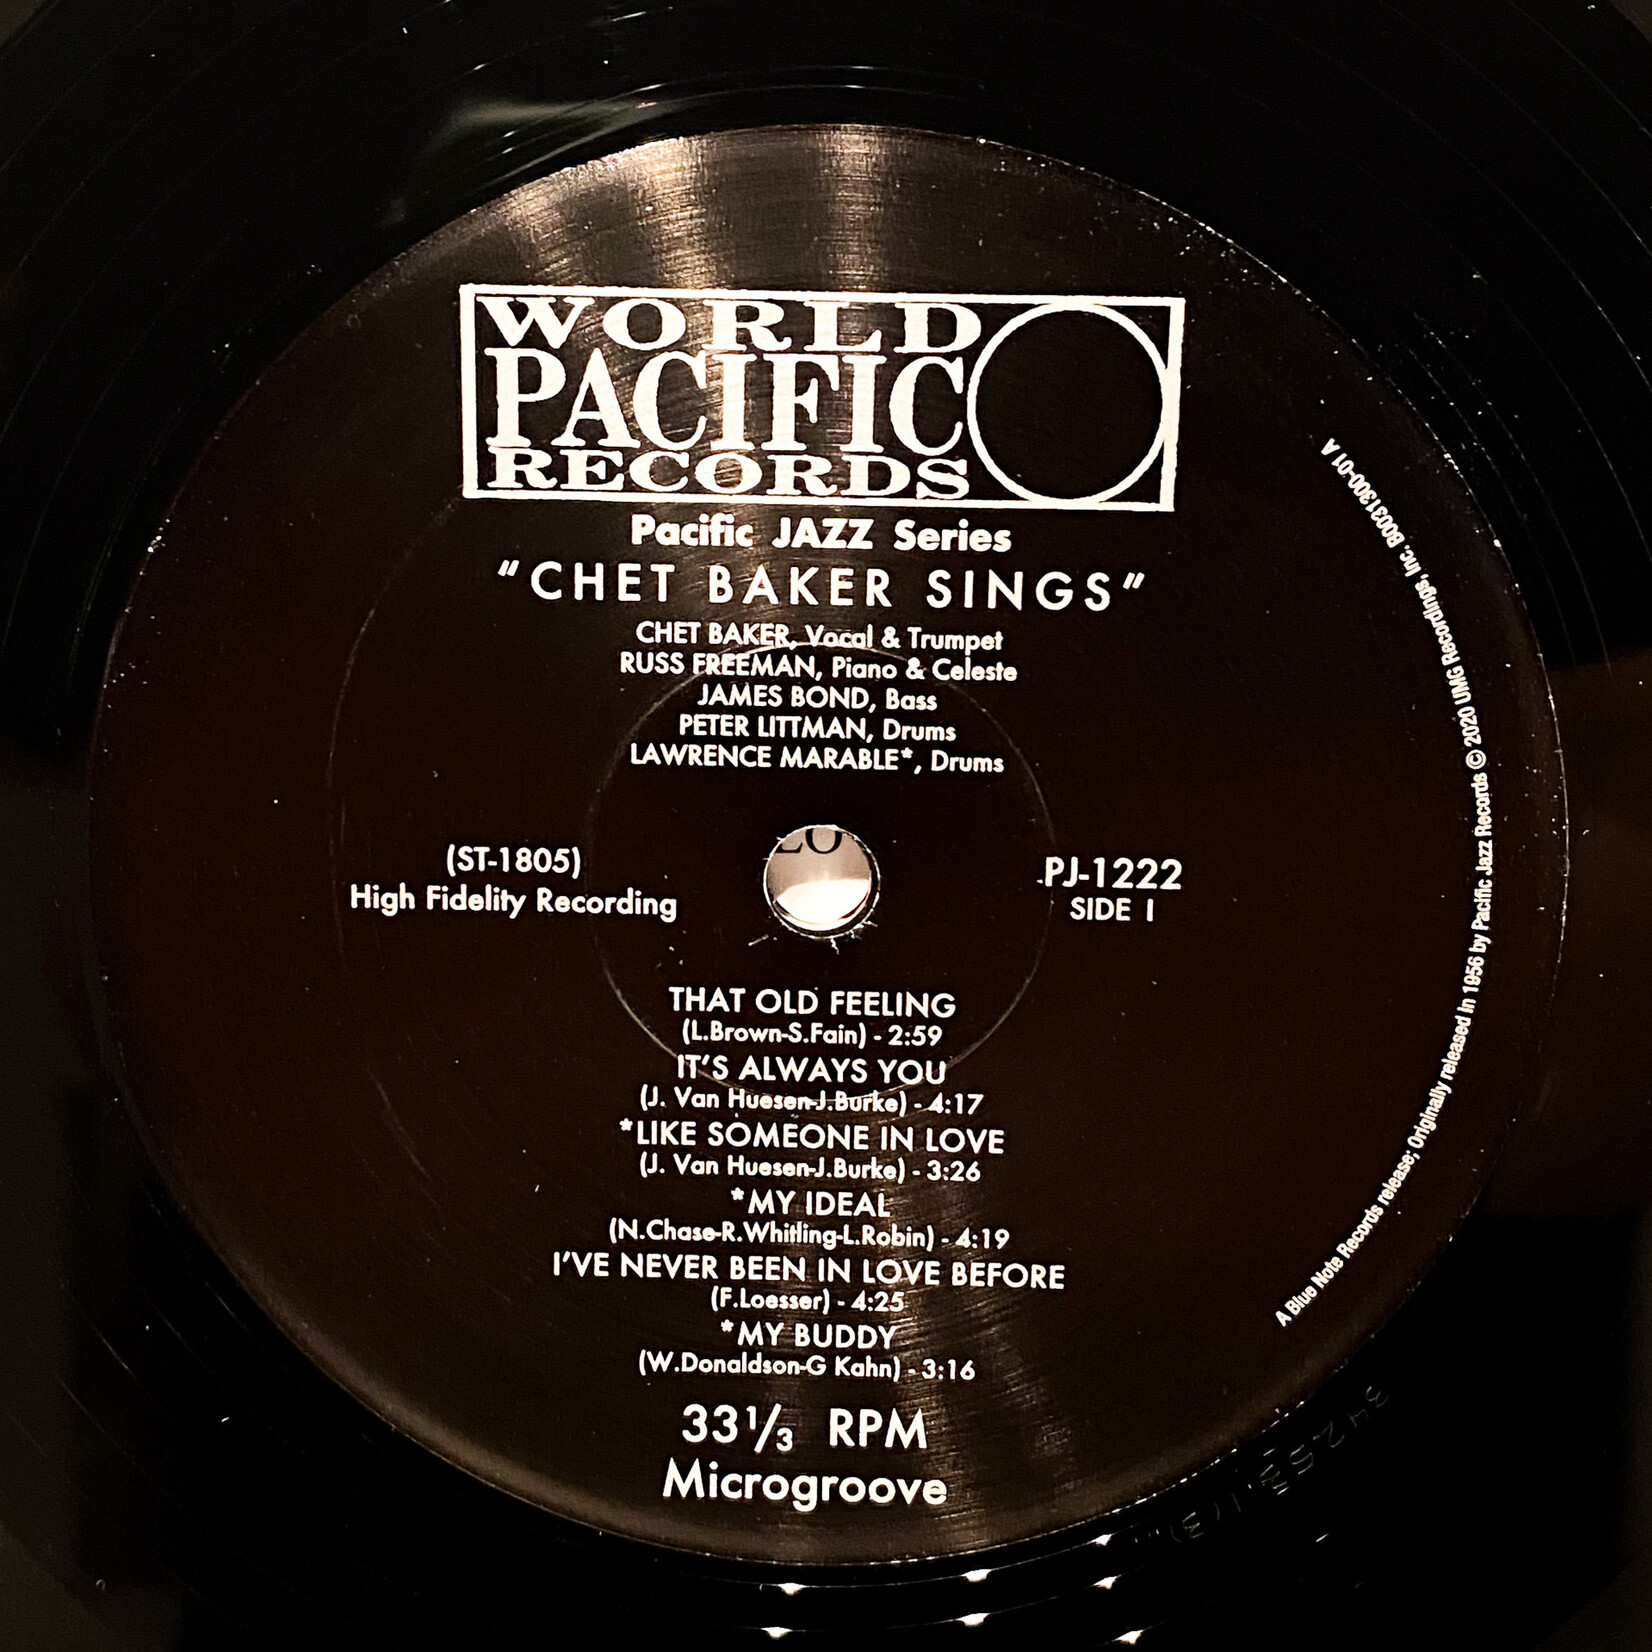 WORLD
PACIFIC
RECORDS
Pacific JAZZ Series
"CHET BAKER SINGS"
CHET BAKER, Vocal & Trumpet
RUSS FREEMAN, Piano & Celeste
JAMES BOND, Bass
PETER LITTMAN, Drums
LAWRENCE MARABLE*, Drums
(ST-1805)
High Fidelity Recording
PJ-1222
SIDE 1
THAT OLD FEELING
(L.Brown-S.Fain) - 2:59
IT'S ALWAYS YOU
(J. Van Huesen-J.Burke) - 4:17
*LIKE SOMEONE IN LOVE
(J. Van Huesen-J.Burke) - 3:26
*MY IDEAL
(N.Chase-R.Whitling-L.Robin) - 4:19
I'VE NEVER BEEN IN LOVE BEFORE
(F.Loesser) - 4:25
*MY BUDDY
(W.Donaldson-G Kahn) - 3:16
33 1/3 RPM
Microgroove
A Blue Note Records release; Originally released in 1956 by Pacific Jazz Records © 2020 UMG Recordings, Inc. B0031300-01 A